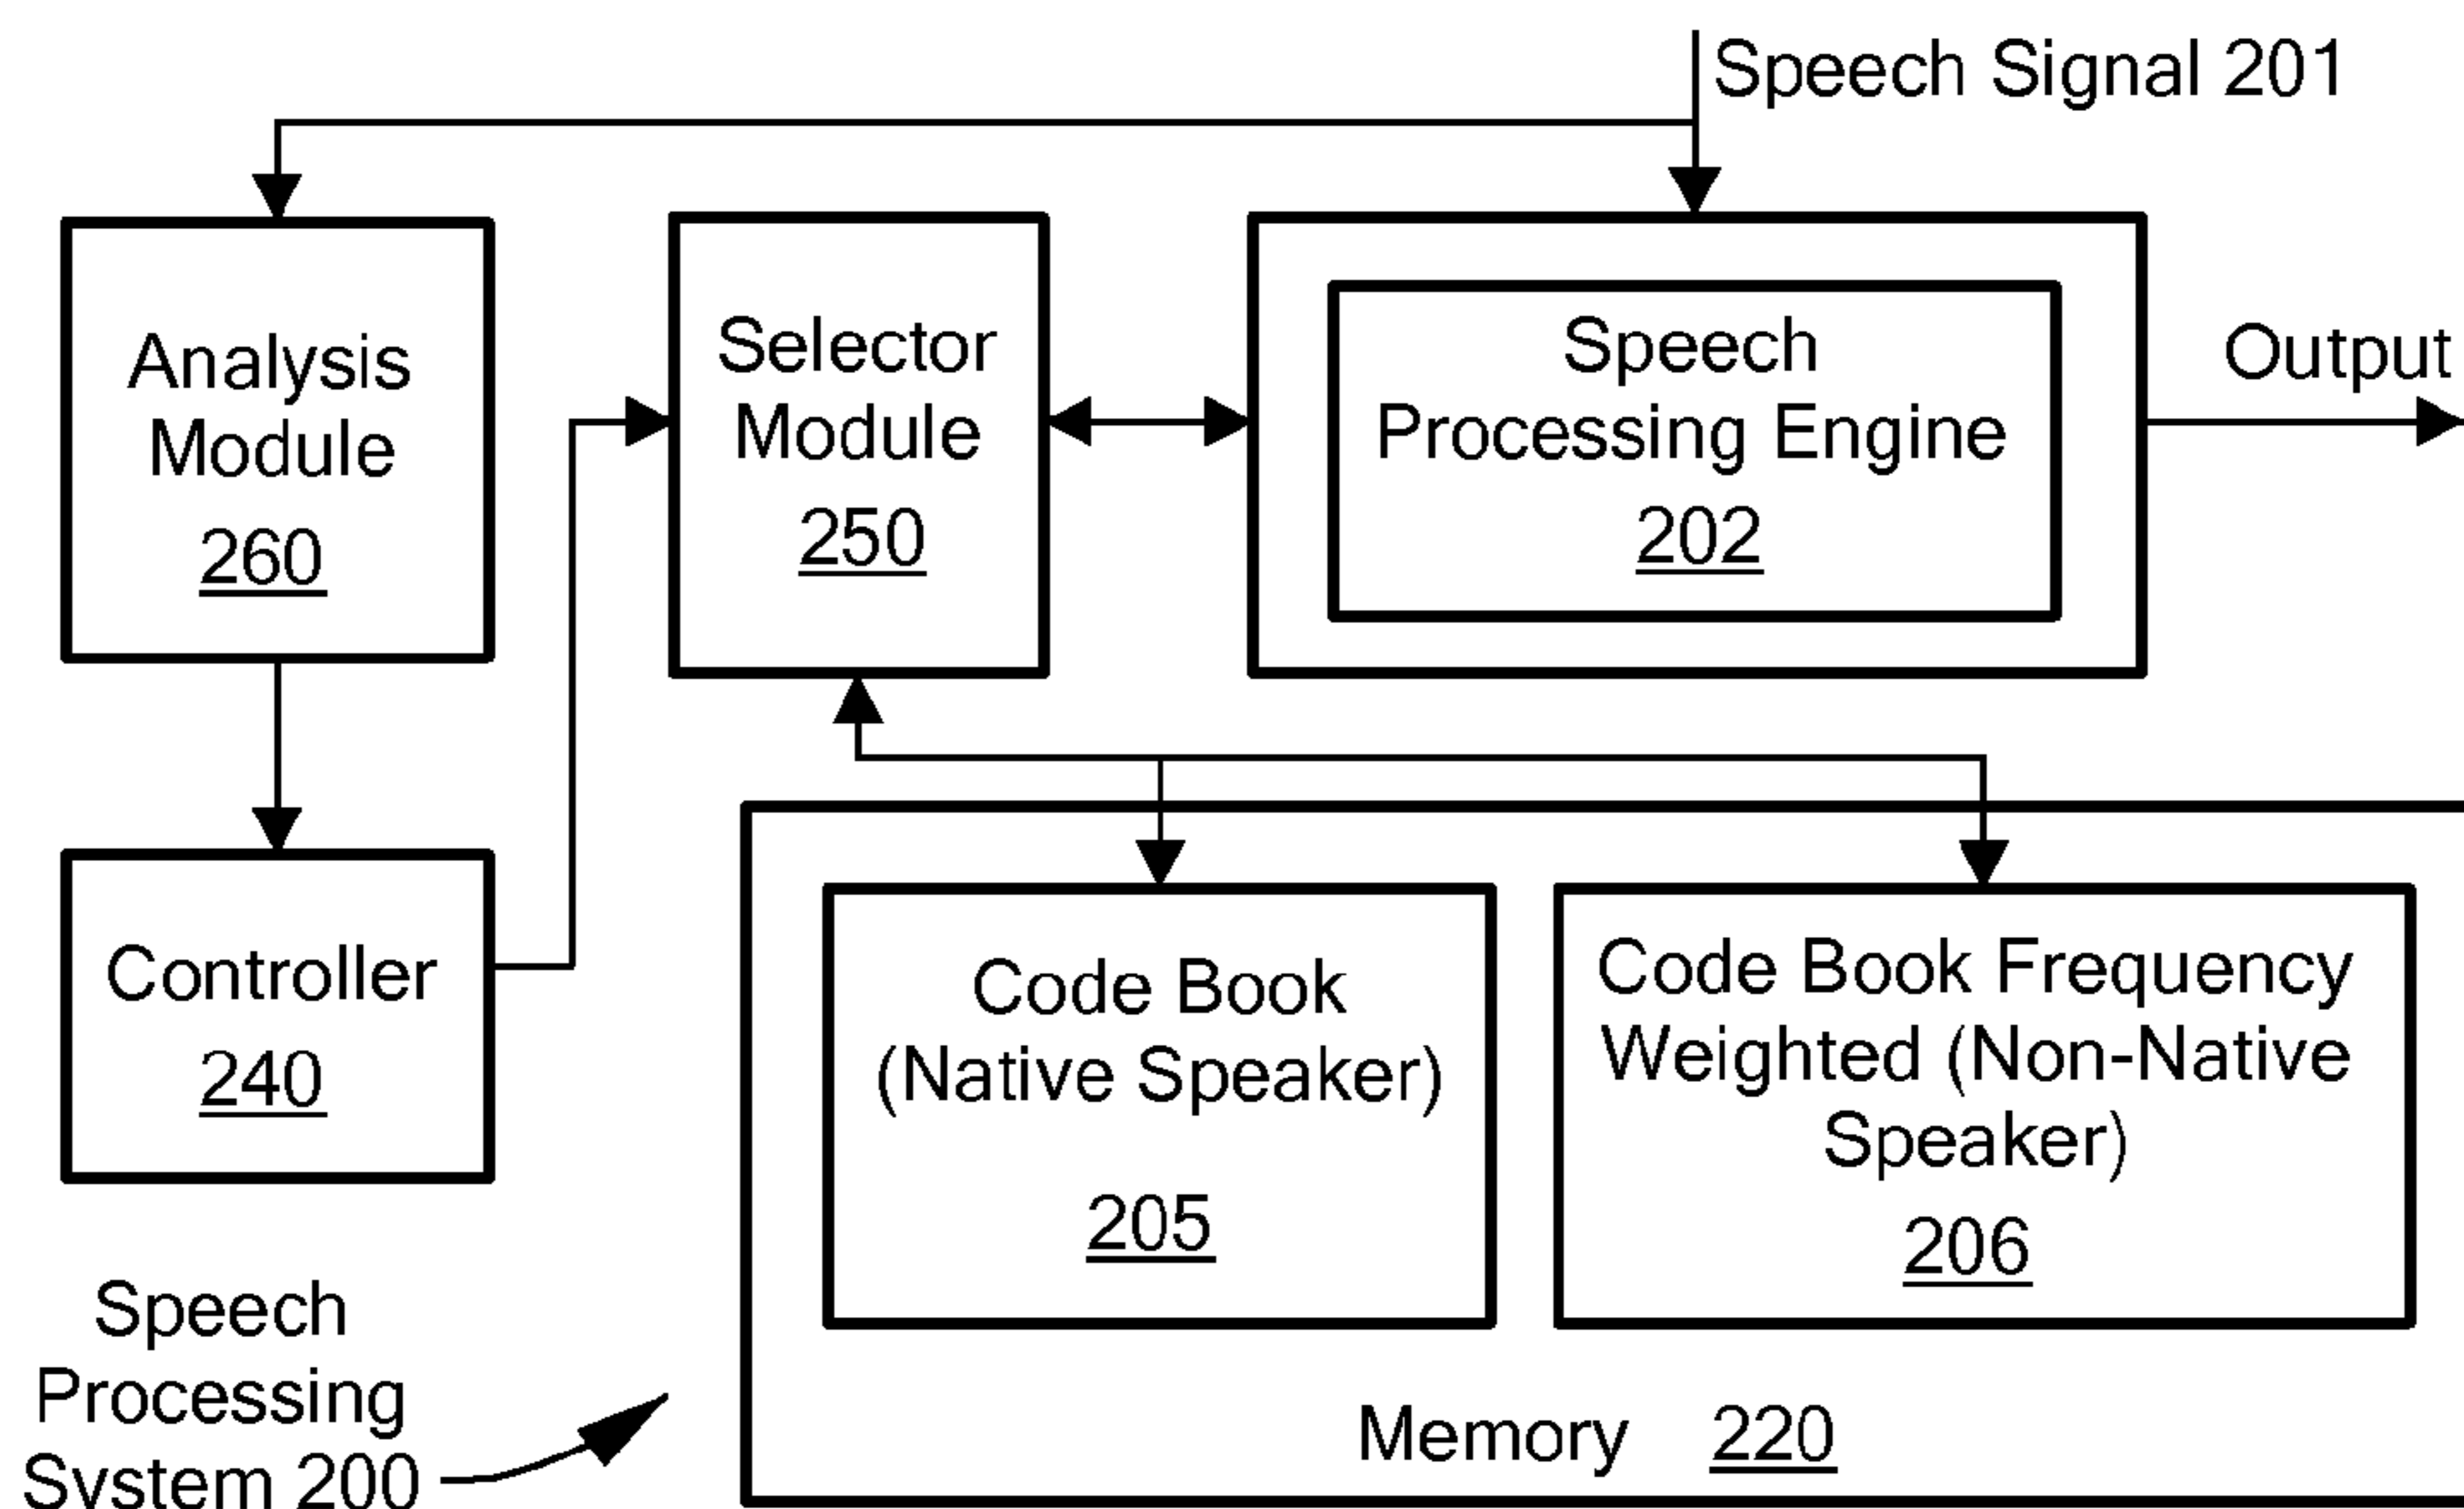 Speech Signal 201
Analysis
Module
260
Selector
Module
250
Speech
Processing Engine
202
Output
Controller
240
Code Book
(Native Speaker)
205
Code Book Frequency
Weighted (Non-Native
Speaker)
206
Speech
Processing
System 200
Memory 220